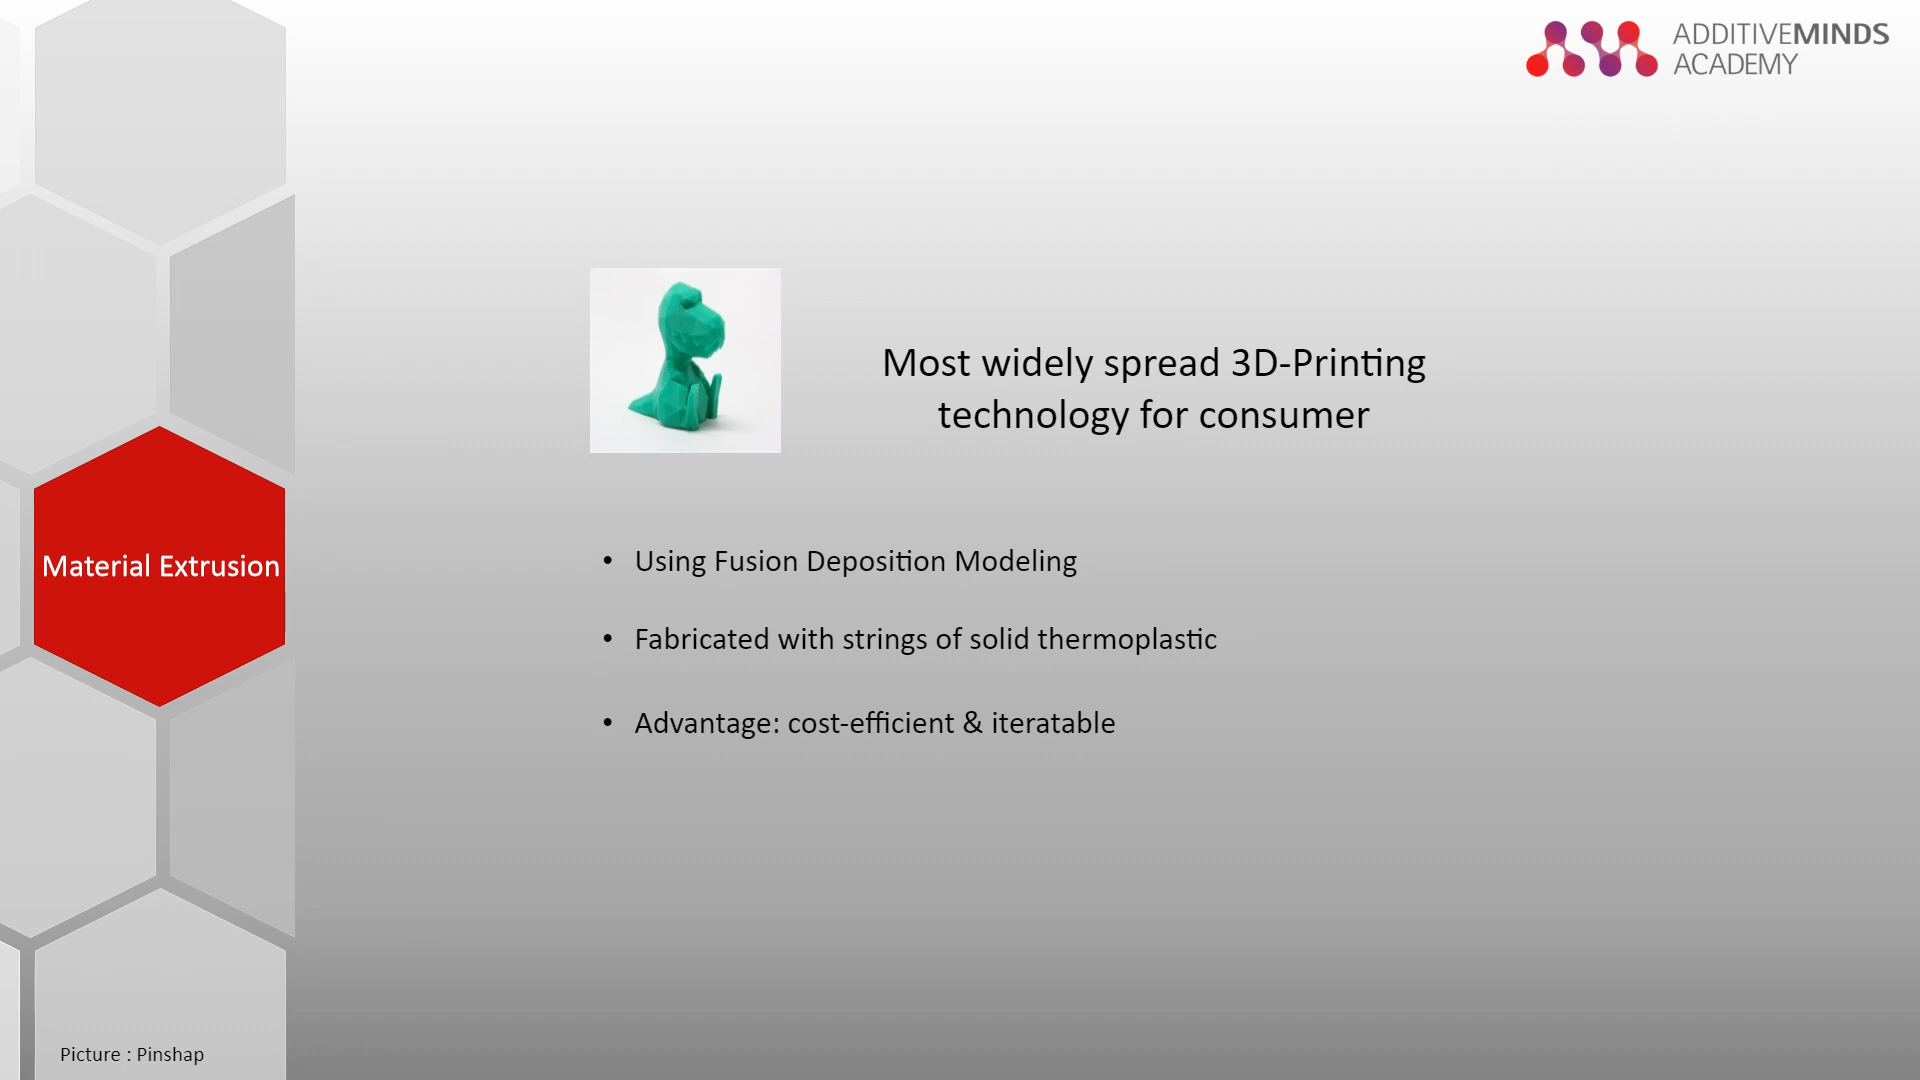 ADDITIVEMINDS
ACADEMY
Most widely spread 3D-Printing
technology for consumer
Material Extrusion
• Using Fusion Deposition Modeling
• Fabricated with strings of solid thermoplastic
• Advantage: cost-efficient & iteratable
Picture : Pinshap